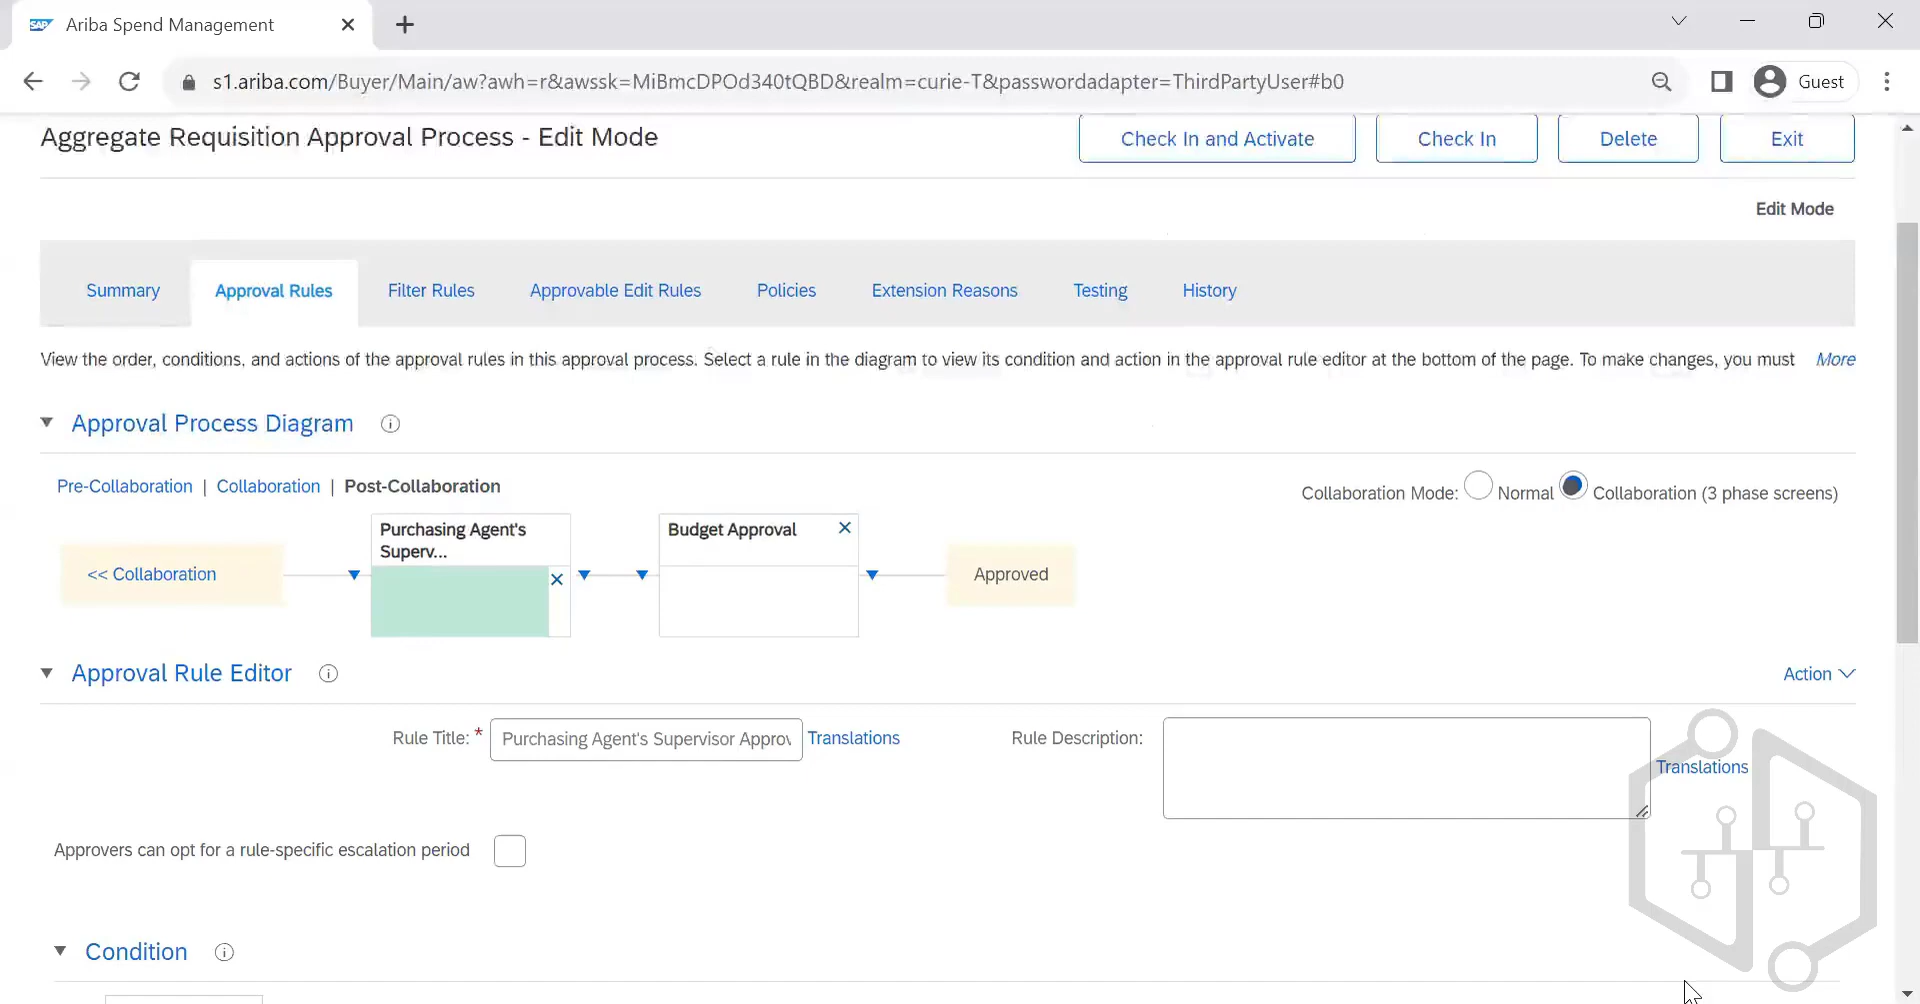 SAP Ariba Spend Management
s1.ariba.com/Buyer/Main/aw?awh=r&awssk=MiBmcDPOd340tQBD&realm=curie-T&passwordadapter=ThirdPartyUser#b0 Guest
Aggregate Requisition Approval Process - Edit Mode Check In and Activate Check In Delete Exit
Edit Mode
Summary Approval Rules Filter Rules Approvable Edit Rules Policies Extension Reasons Testing History
View the order, conditions, and actions of the approval rules in this approval process. Select a rule in the diagram to view its condition and action in the approval rule editor at the bottom of the page. To make changes, you must More
Approval Process Diagram
Pre-Collaboration | Collaboration | Post-Collaboration
Collaboration Mode: Normal Collaboration (3 phase screens)
<< Collaboration
Purchasing Agent's
Superv...
Budget Approval
Approved
Approval Rule Editor Action
Rule Title: * Purchasing Agent's Supervisor Approv Translations Rule Description: Translations
Approvers can opt for a rule-specific escalation period
Condition